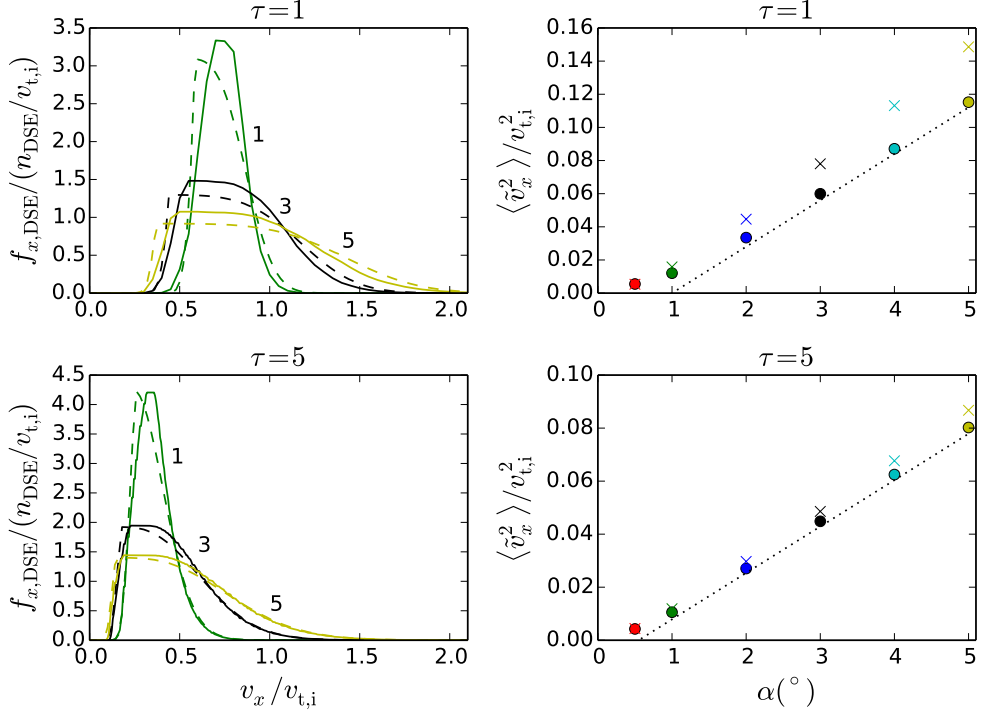 τ=1
τ=1
f_{x,DSE}/(n_{DSE}/v_{t,i})
3.5
3.0
2.5
2.0
1.5
1.0
0.5
0.0
0.0 0.5 1.0 1.5 2.0
1
3
5
⟨ṽ_x^2⟩/v_{t,i}^2
0.16
0.14
0.12
0.10
0.08
0.06
0.04
0.02
0.00
0 1 2 3 4 5
τ=5
τ=5
f_{x,DSE}/(n_{DSE}/v_{t,i})
4.5
4.0
3.5
3.0
2.5
2.0
1.5
1.0
0.5
0.0
0.0 0.5 1.0 1.5 2.0
1
3
5
v_x/v_{t,i}
⟨ṽ_x^2⟩/v_{t,i}^2
0.10
0.08
0.06
0.04
0.02
0.00
0 1 2 3 4 5
α(°)